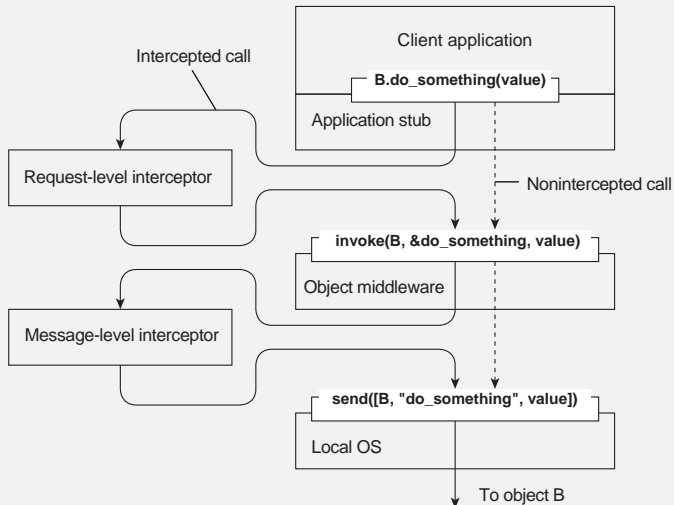 Client application
Intercepted call
B.do_something(value)
Application stub
Request-level interceptor
Nonintercepted call
invoke(B, &do_something, value)
Object middleware
Message-level interceptor
send([B, "do_something", value])
Local OS
To object B